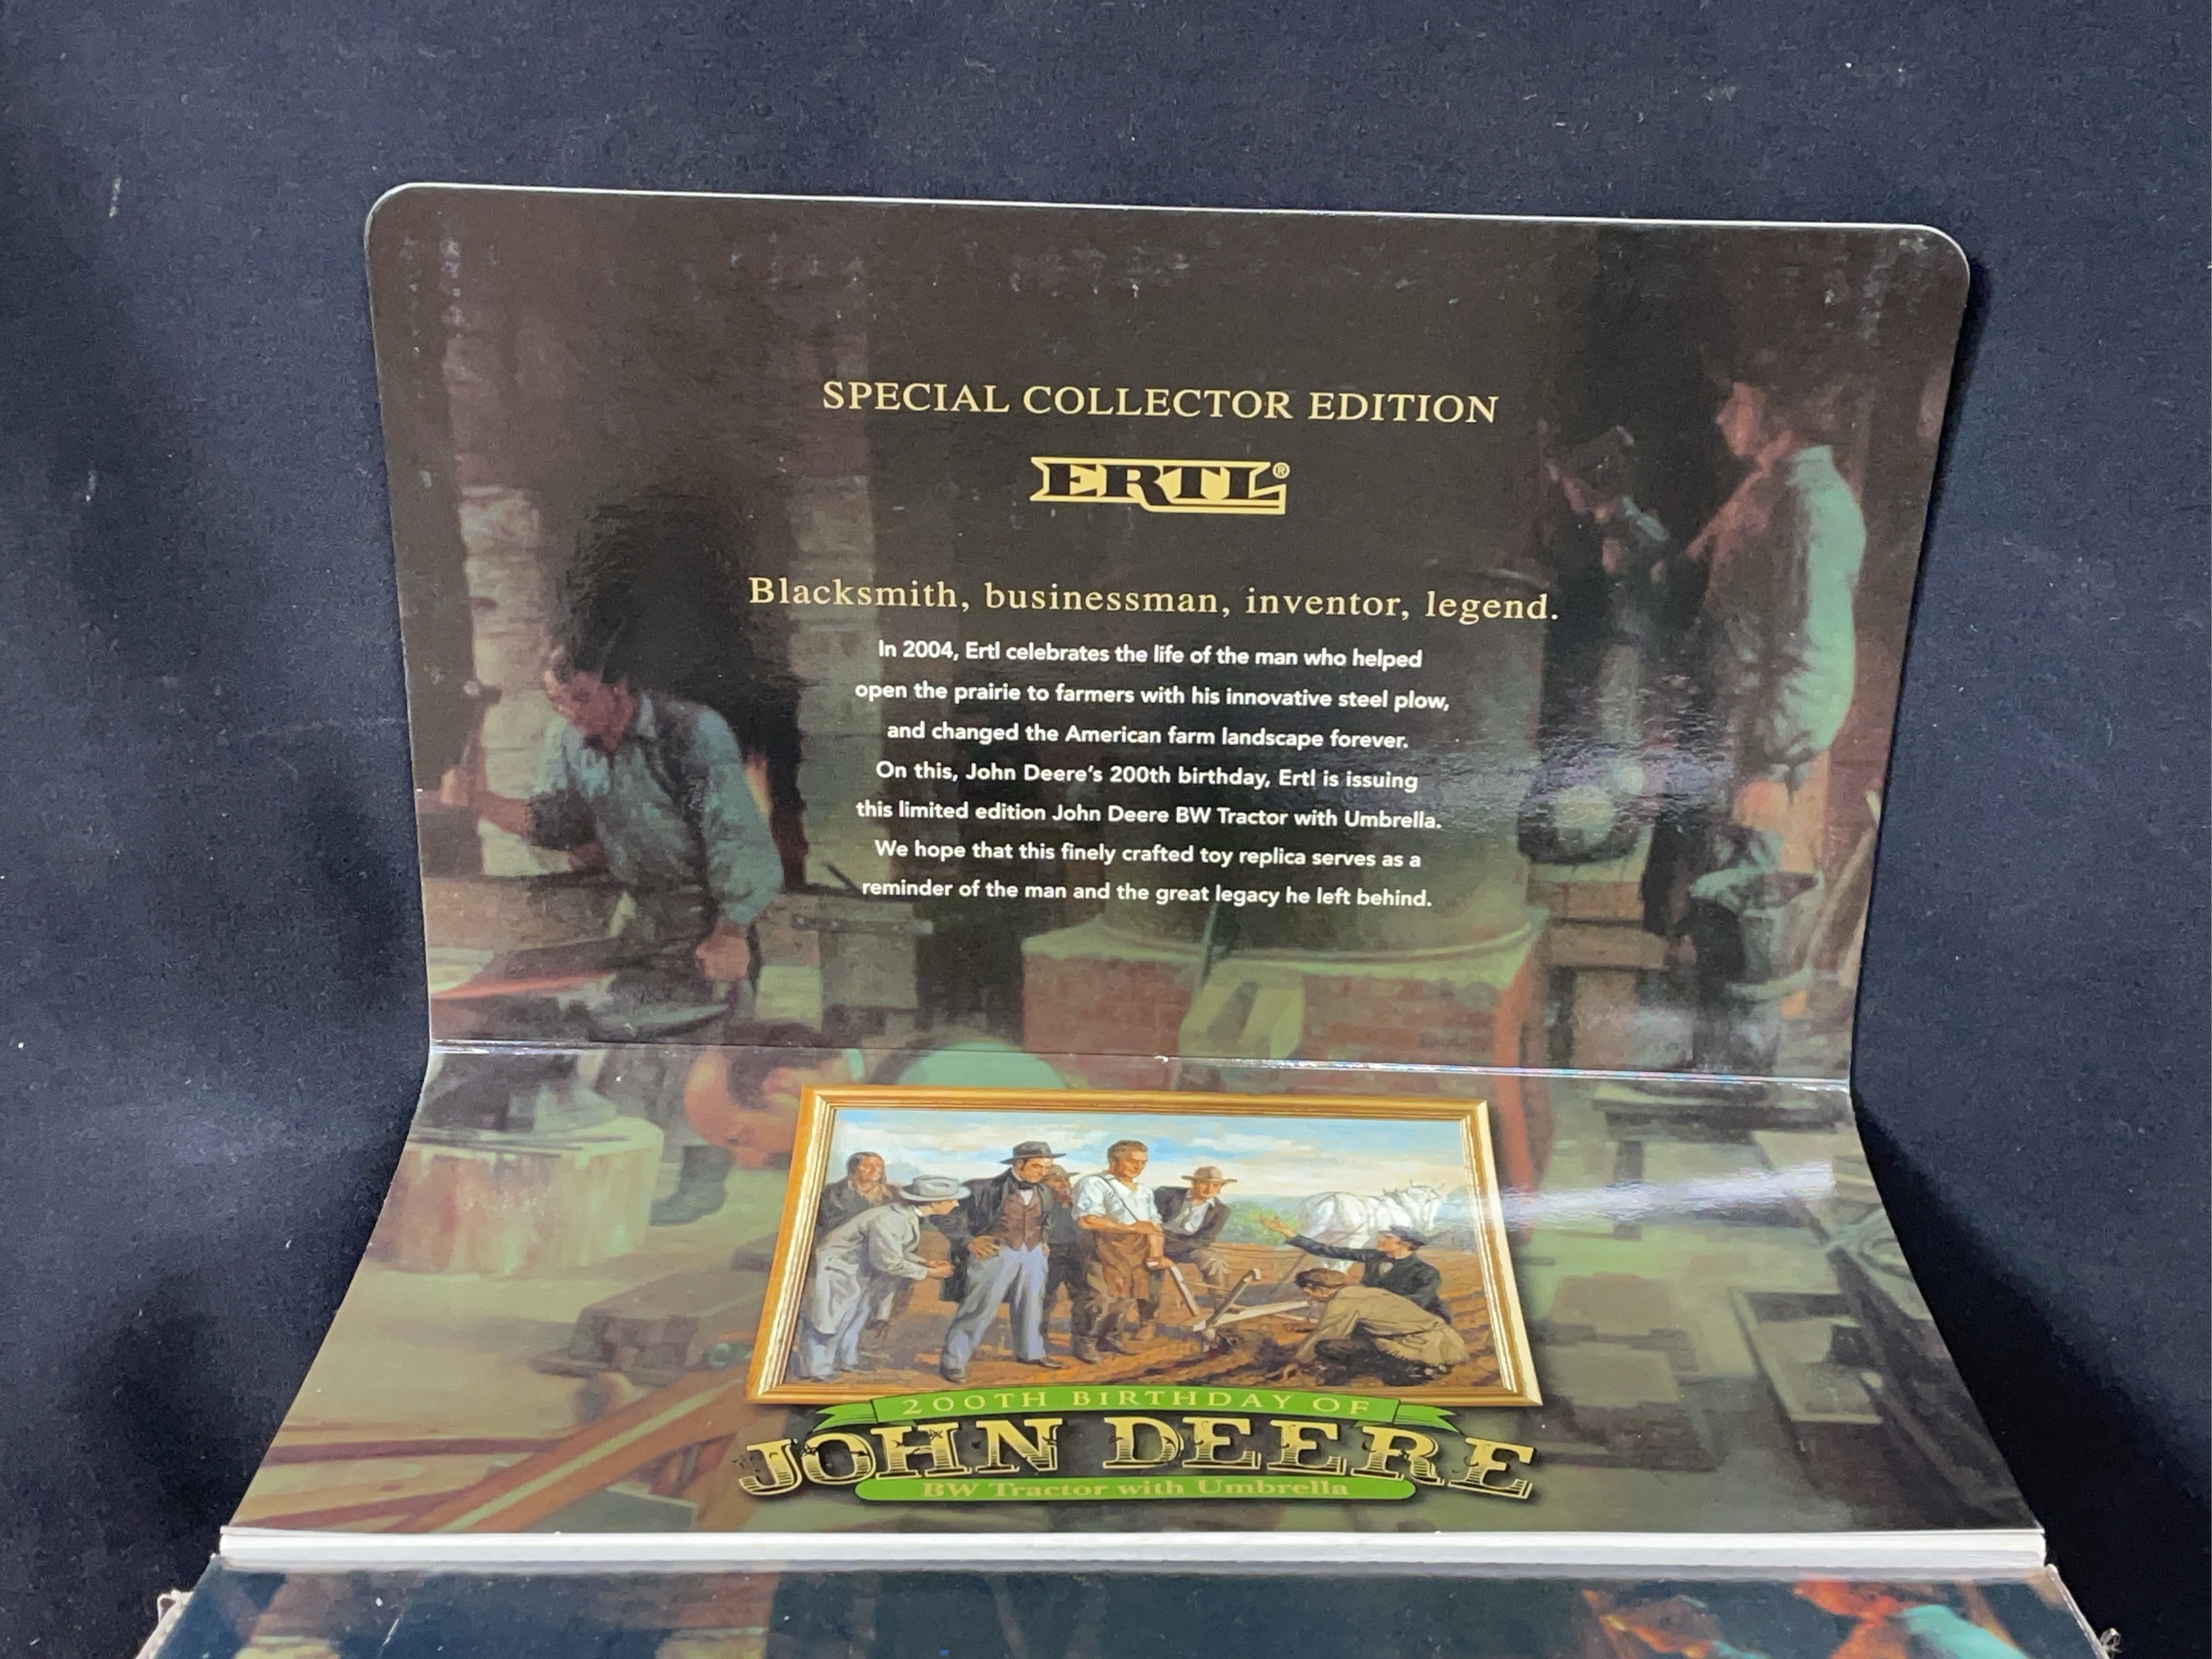 SPECIAL COLLECTOR EDITION
ERTL®
Blacksmith, businessman, inventor, legend.
In 2004, Ertl celebrates the life of the man who helped
open the prairie to farmers with his innovative steel plow,
and changed the American farm landscape forever.
On this, John Deere's 200th birthday, Ertl is issuing
this limited edition John Deere BW Tractor with Umbrella.
We hope that this finely crafted toy replica serves as a
reminder of the man and the great legacy he left behind.
200TH BIRTHDAY OF
JOHN DEERE
BW Tractor with Umbrella